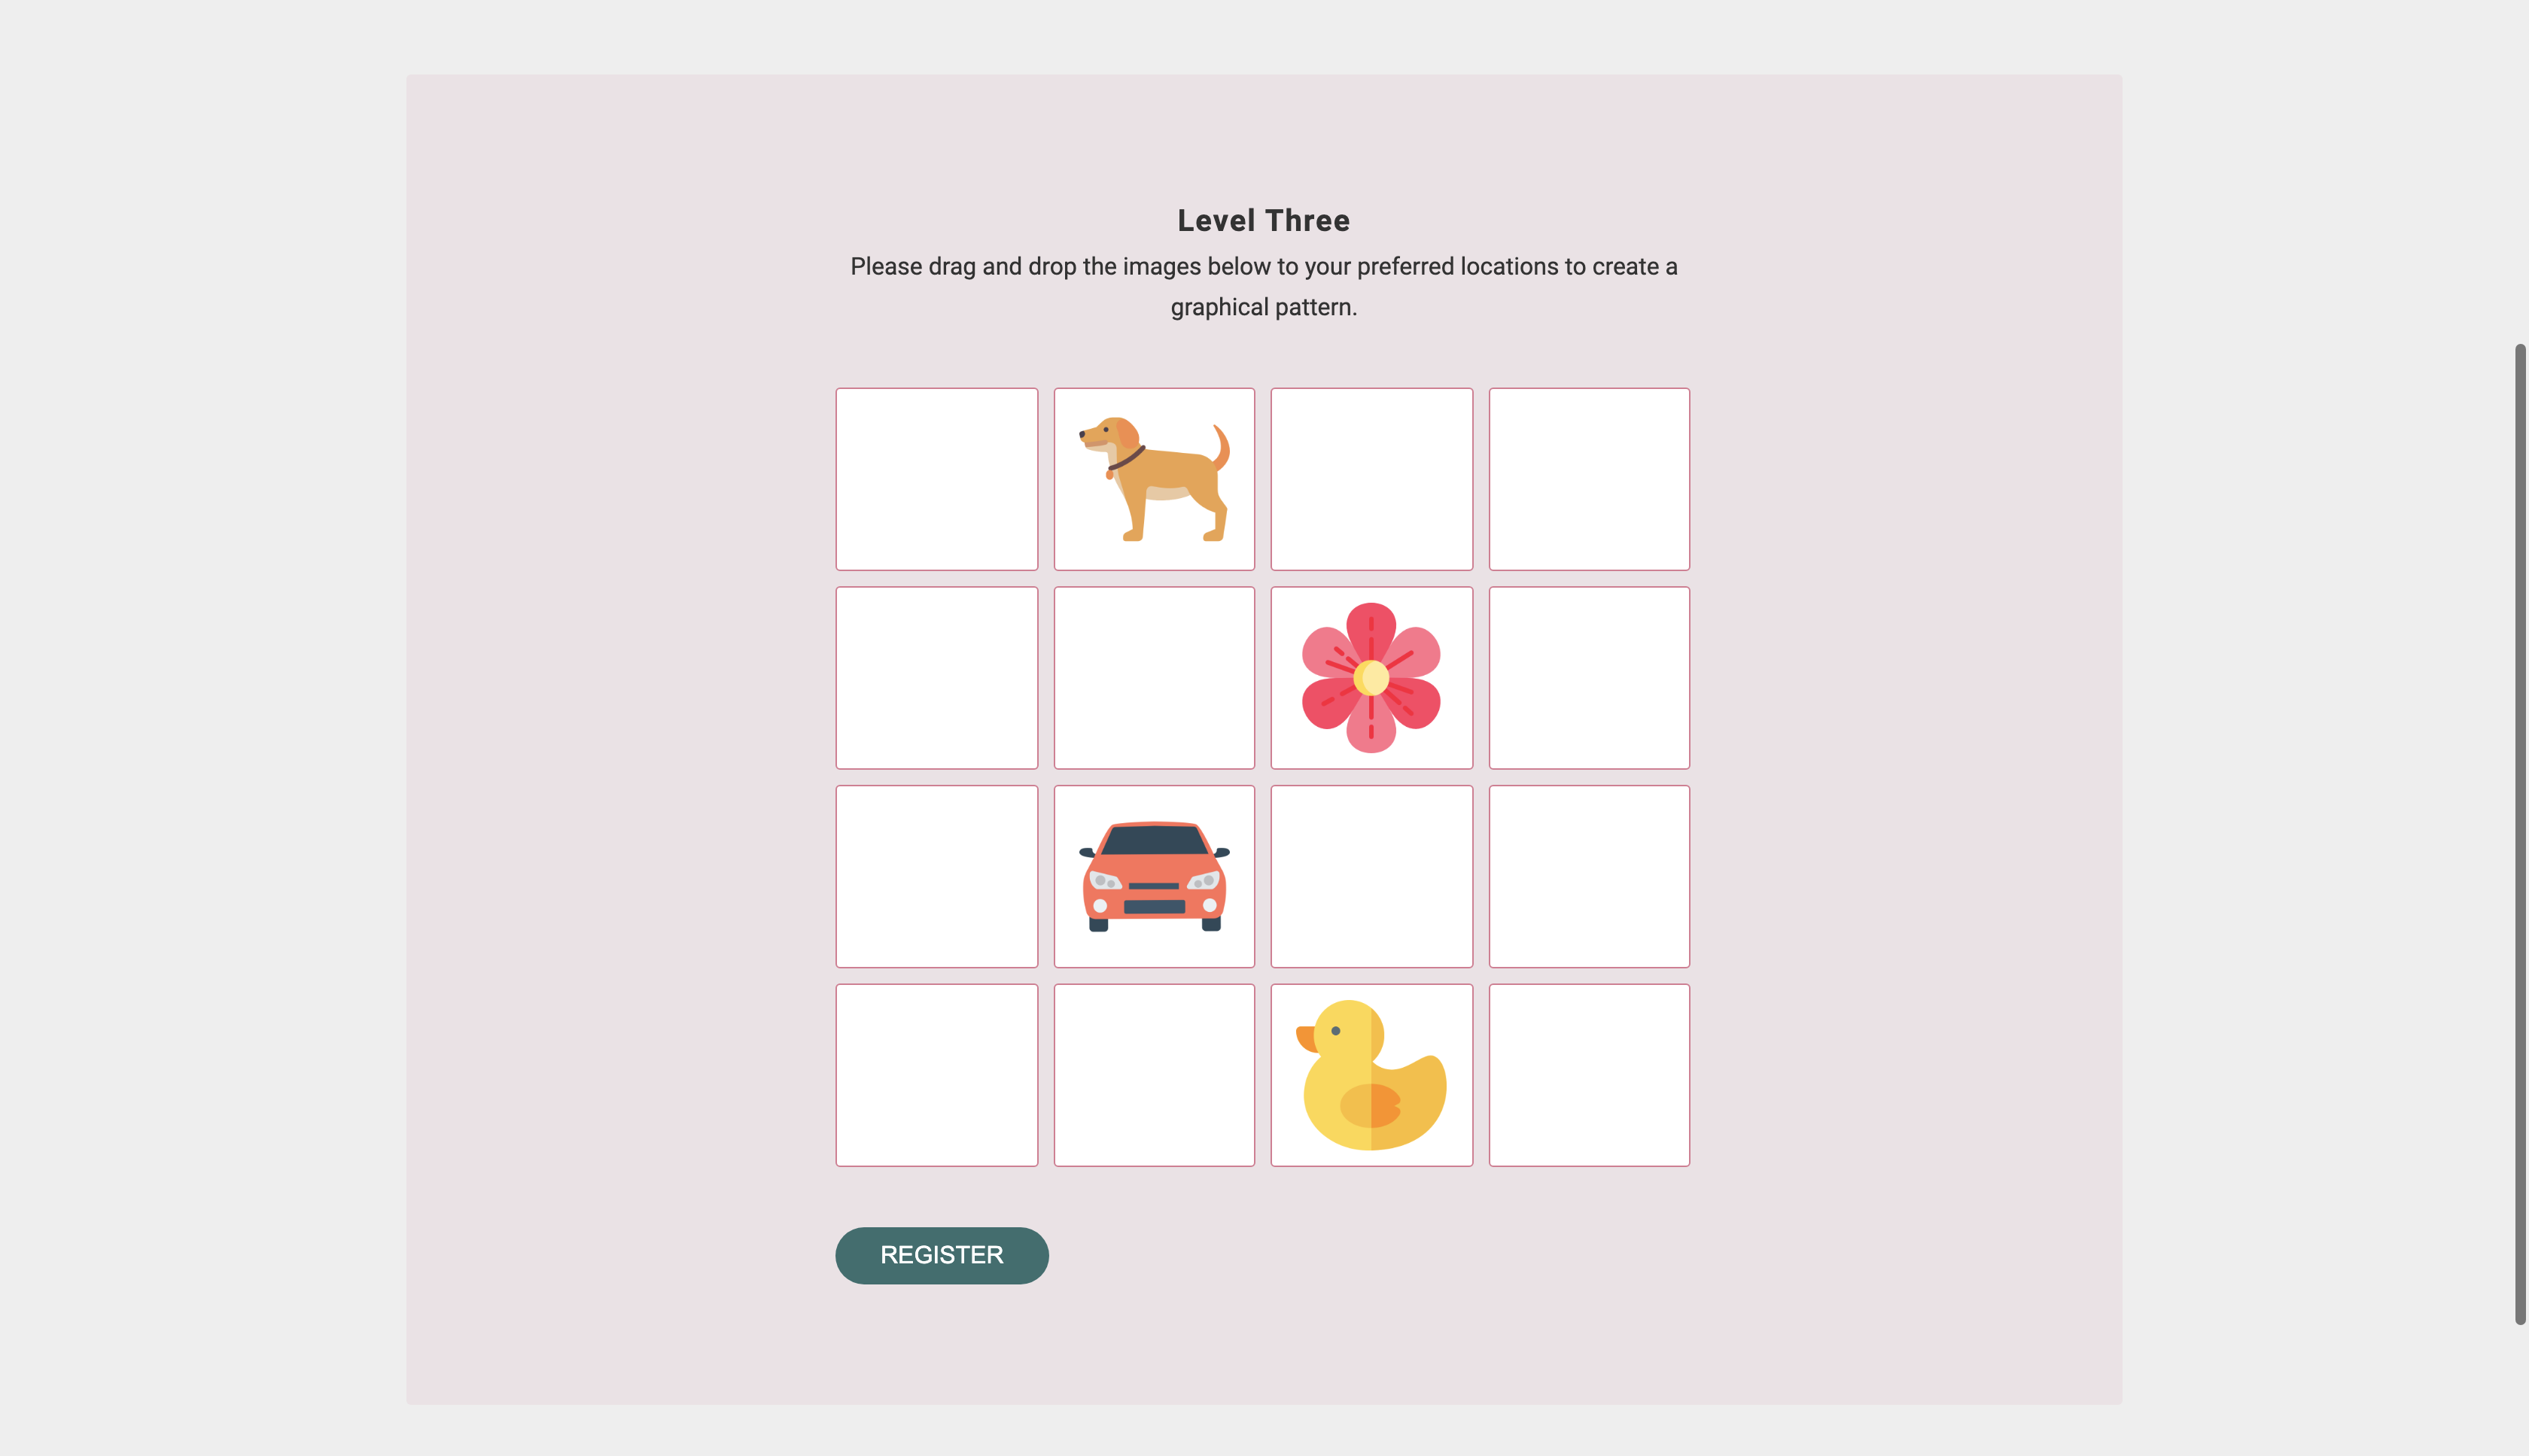 Level Three
Please drag and drop the images below to your preferred locations to create a
graphical pattern.
REGISTER